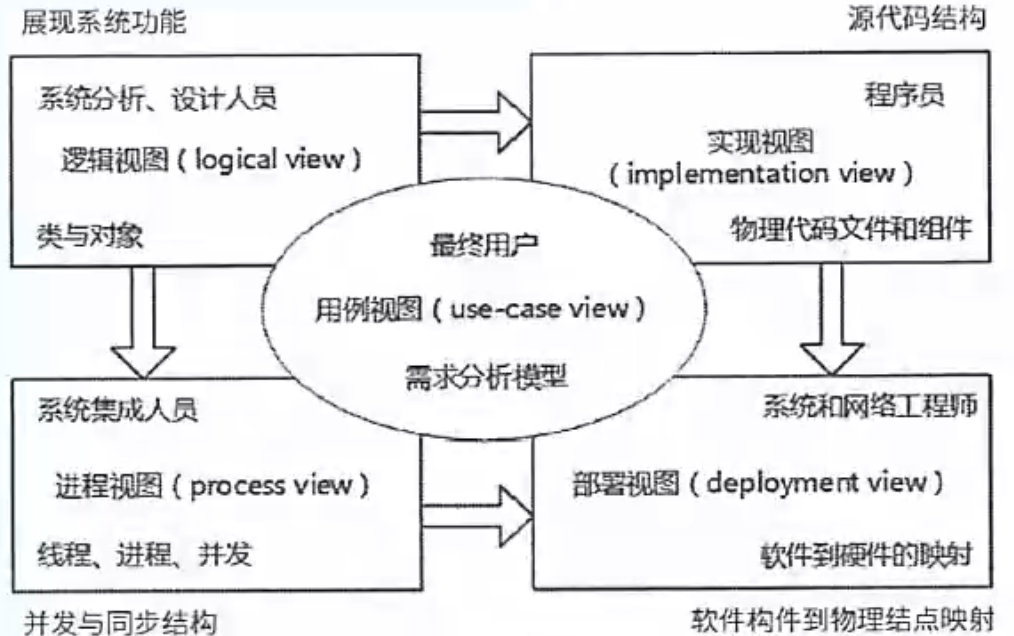 展现系统功能
源代码结构
系统分析、设计人员
逻辑视图（logical view）
类与对象
程序员
实现视图
（implementation view）
物理代码文件和组件
最终用户
用例视图（use-case view）
需求分析模型
系统集成人员
进程视图（process view）
线程、进程、并发
系统和网络工程师
部署视图（deployment view）
软件到硬件的映射
并发与同步结构
软件构件到物理结点映射